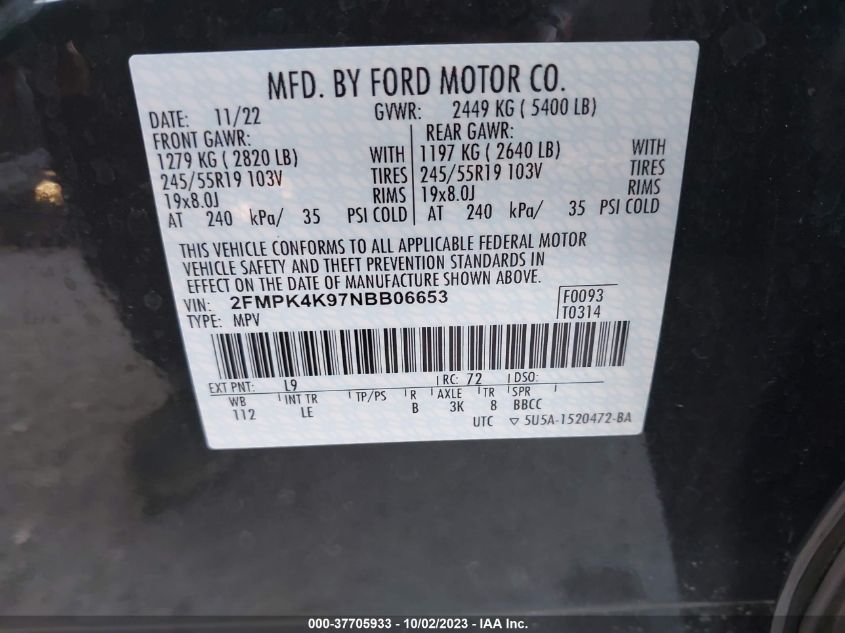 MFD. BY FORD MOTOR CO.
DATE: 11/22 GVWR: 2449 KG ( 5400 LB)
FRONT GAWR: REAR GAWR:
1279 KG ( 2820 LB) WITH 1197 KG ( 2640 LB) WITH
245/55R19 103V TIRES 245/55R19 103V TIRES
19x8.0J RIMS 19x8.0J RIMS
AT 240 kPa/ 35 PSI COLD AT 240 kPa/ 35 PSI COLD
THIS VEHICLE CONFORMS TO ALL APPLICABLE FEDERAL MOTOR
VEHICLE SAFETY AND THEFT PREVENTION STANDARDS IN
EFFECT ON THE DATE OF MANUFACTURE SHOWN ABOVE.
VIN: 2FMPK4K97NBB06653 F0093
TYPE: MPV T0314
EXT PNT: L9 RC: 72 DSO:
WB INT TR TP/PS R AXLE TR SPR
112 LE B 3K 8 BBCC
UTC ▽ 5U5A-1520472-BA
000-37705933 - 10/02/2023 - IAA Inc.